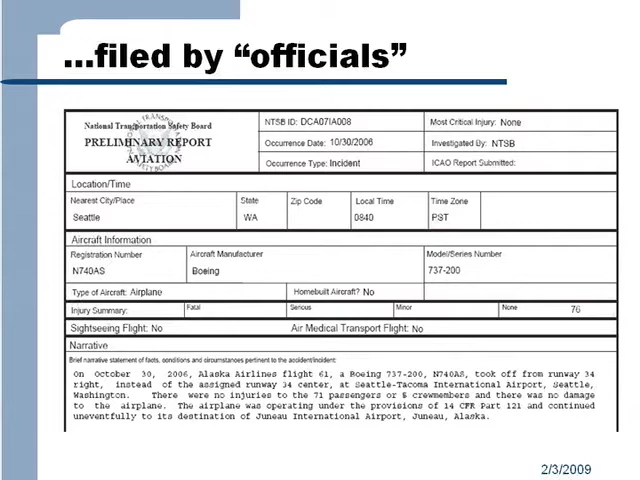 ...filed by “officials”
National Transportation Safety Board
PRELIMINARY REPORT
AVIATION
NTSB ID: DCA07IA008
Most Critical Injury: None
Occurrence Date: 10/30/2006
Investigated By: NTSB
Occurrence Type: Incident
ICAO Report Submitted:
Location/Time
Nearest City/Place
State
Zip Code
Local Time
Time Zone
Seattle
WA
0840
PST
Aircraft Information
Registration Number
Aircraft Manufacturer
Model/Series Number
N740AS
Boeing
737-200
Type of Aircraft: Airplane
Homebuilt Aircraft? No
Injury Summary:
Fatal
Serious
Minor
None
76
Sightseeing Flight: No
Air Medical Transport Flight: No
Narrative
Brief narrative statement of facts, conditions and circumstances pertinent to the accident/incident:
On October 30, 2006, Alaska Airlines flight 61, a Boeing 737-200, N740AS, took off from runway 34
right, instead of the assigned runway 34 center, at Seattle-Tacoma International Airport, Seattle,
Washington. There were no injuries to the 71 passengers or 5 crewmembers and there was no damage
to the airplane. The airplane was operating under the provisions of 14 CFR Part 121 and continued
uneventfully to its destination of Juneau International Airport, Juneau, Alaska.
2/3/2009